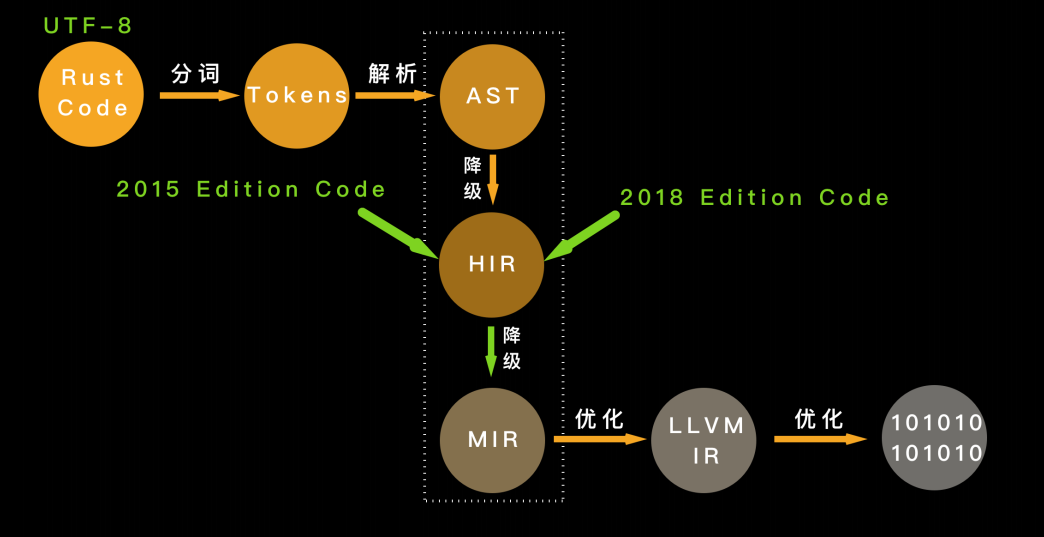 UTF-8
Rust
Code
分词
Tokens
解析
AST
降
级
2015 Edition Code
2018 Edition Code
HIR
降
级
MIR
优化
LLVM
IR
优化
101010
101010